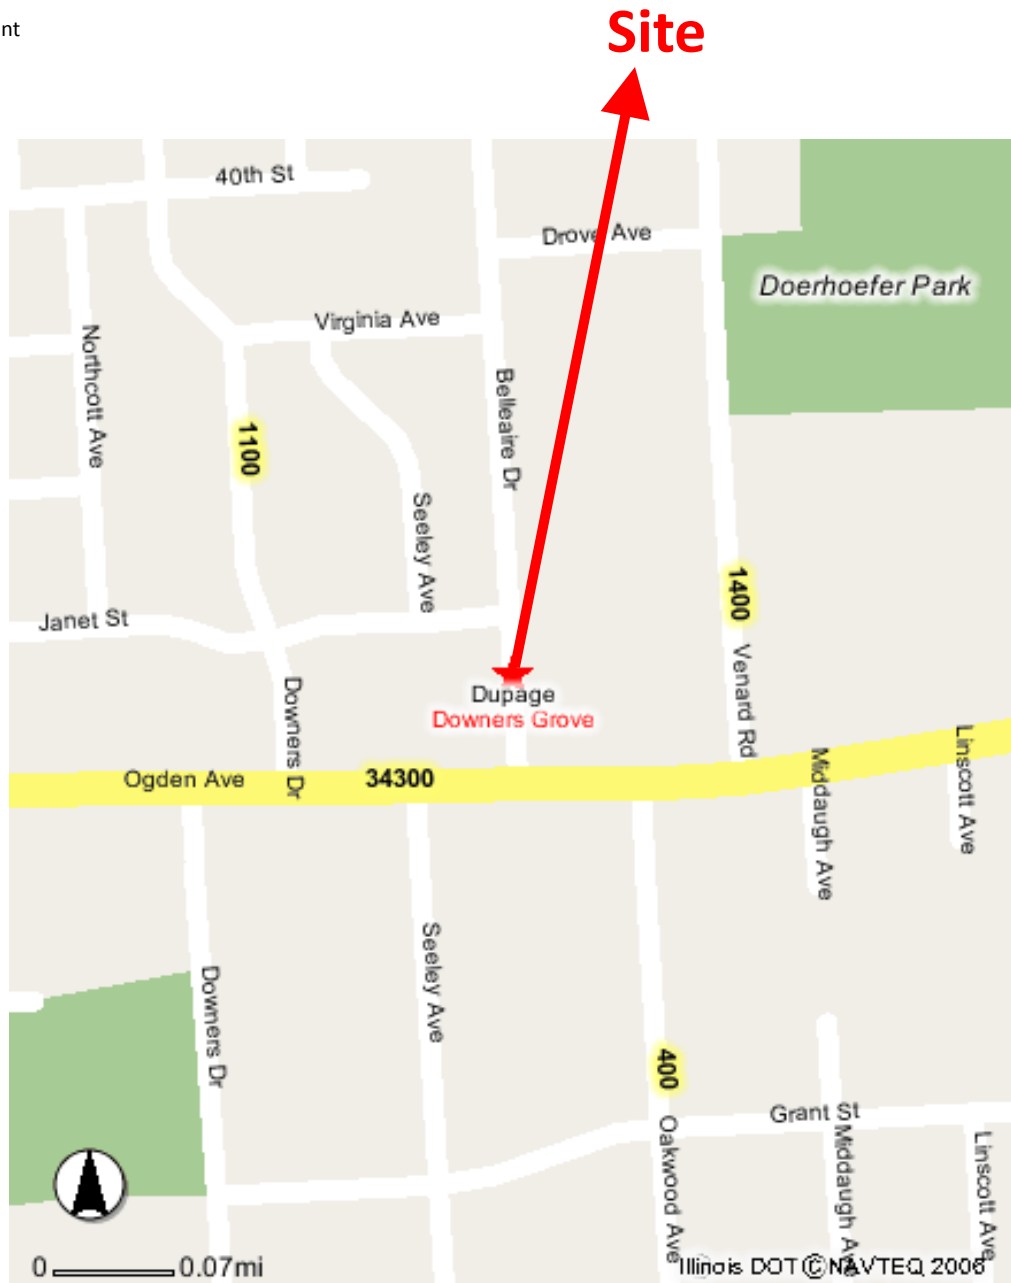 nt
Site
40th St
Drove Ave
Doerhoefer Park
Virginia Ave
Northcott Ave
Belleaire Dr
1100
Seeley Ave
1400
Janet St
Venard Rd
Downers Dr
Dupage
Downers Grove
Linscott Ave
Ogden Ave
34300
Middaugh Ave
Seeley Ave
Downers Dr
400
Grant St
Oakwood Ave
Middaugh Ave
Linscott Ave
0 0.07mi
Illinois DOT © NAVTEQ 2006